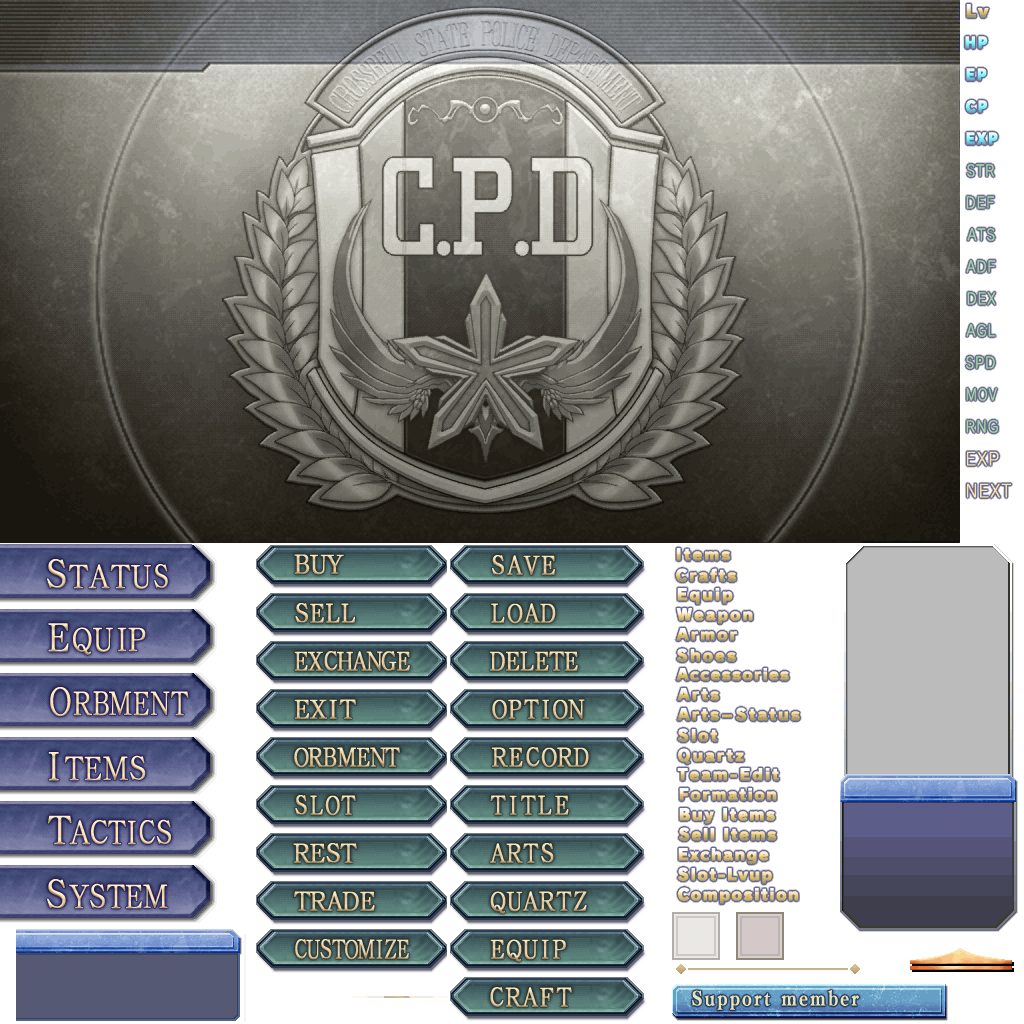 CROSSBELL STATE POLICE DEPARTMENT
C.P.D
Lv
HP
EP
CP
EXP
STR
DEF
ATS
ADF
DEX
AGL
SPD
MOV
RNG
EXP
NEXT
STATUS
EQUIP
ORBMENT
ITEMS
TACTICS
SYSTEM
BUY
SELL
EXCHANGE
EXIT
ORBMENT
SLOT
REST
TRADE
CUSTOMIZE
SAVE
LOAD
DELETE
OPTION
RECORD
TITLE
ARTS
QUARTZ
EQUIP
CRAFT
Items
Crafts
Equip
Weapon
Armor
Shoes
Accessories
Arts
Arts-Status
Slot
Quartz
Team-Edit
Formation
Buy Items
Sell Items
Exchange
Slot-Lvup
Composition
Support member